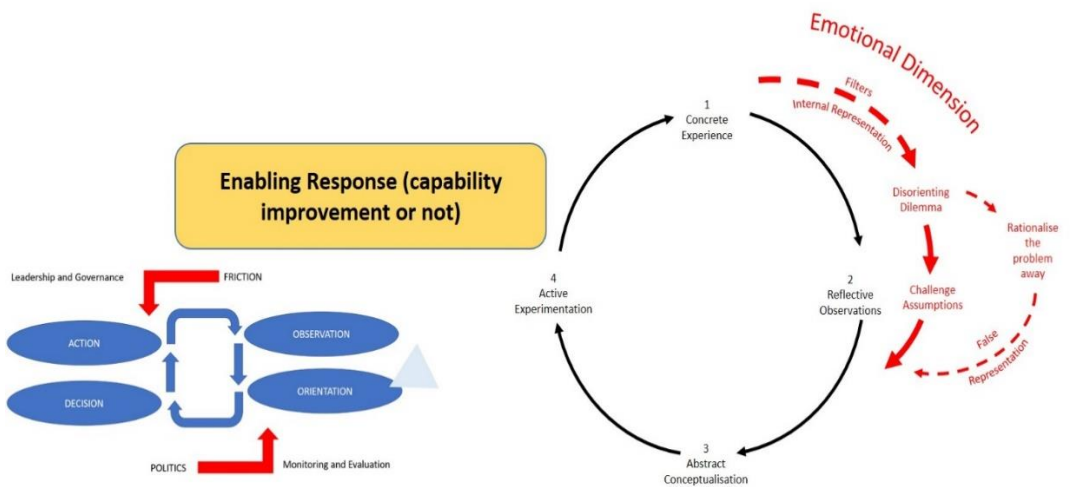 Emotional Dimension
Filters
Internal Representation
1
Concrete
Experience
Disorienting
Dilemma
Rationalise
the
problem
away
Challenge
Assumptions
False
Representation
2
Reflective
Observations
3
Abstract
Conceptualisation
4
Active
Experimentation
Enabling Response (capability
improvement or not)
Leadership and Governance
FRICTION
ACTION
OBSERVATION
DECISION
ORIENTATION
POLITICS
Monitoring and Evaluation